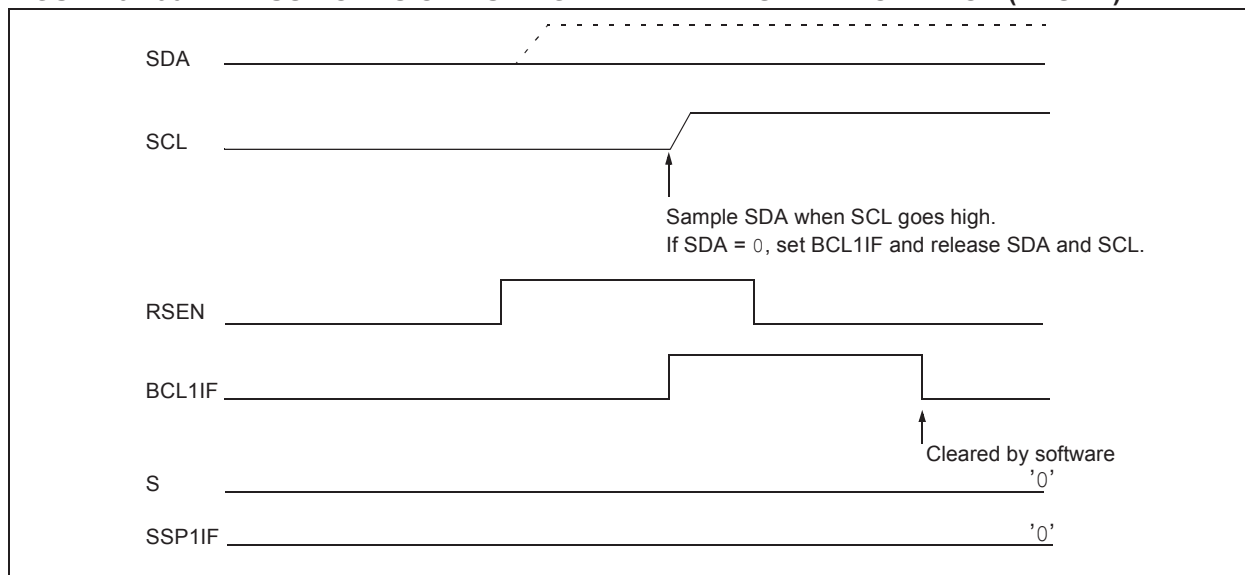 SDA
SCL
Sample SDA when SCL goes high.
If SDA = 0, set BCL1IF and release SDA and SCL.
RSEN
BCL1IF
Cleared by software
S
'0'
SSP1IF
'0'